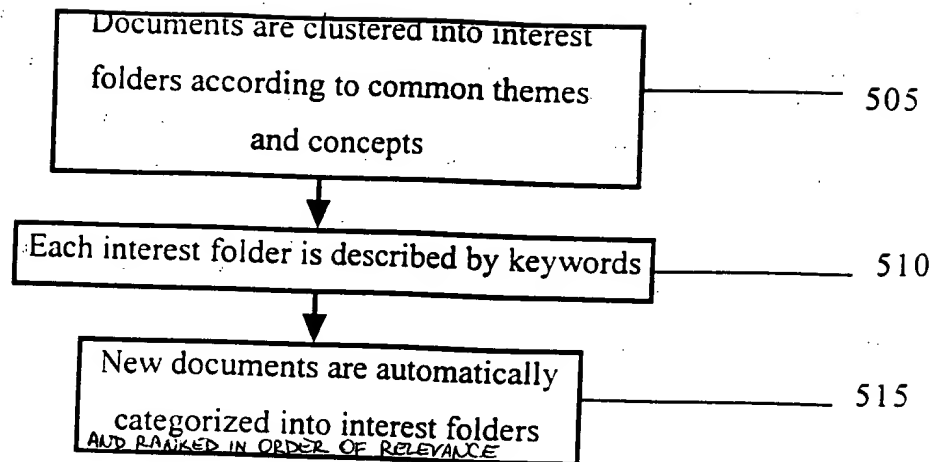 Documents are clustered into interest
folders according to common themes
and concepts
505
Each interest folder is described by keywords
510
New documents are automatically
categorized into interest folders
AND RANKED IN ORDER OF RELEVANCE
515